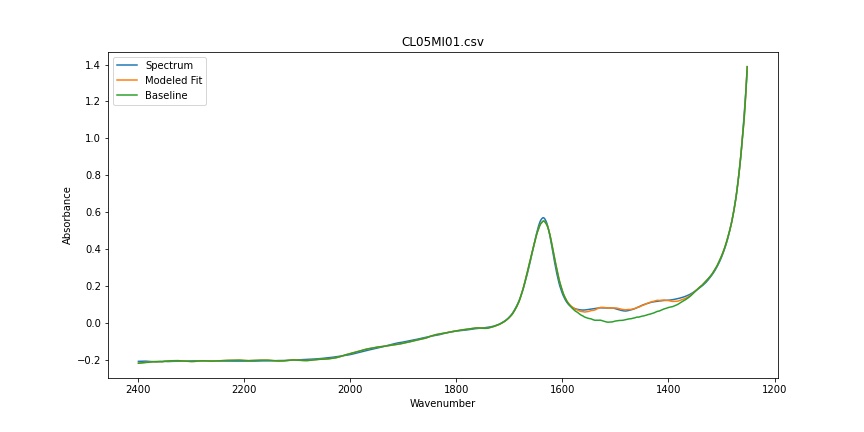 CL05MI01.csv
Spectrum
Modeled Fit
Baseline
Absorbance
1.4
1.2
1.0
0.8
0.6
0.4
0.2
0.0
−0.2
2400 2200 2000 1800 1600 1400 1200
Wavenumber